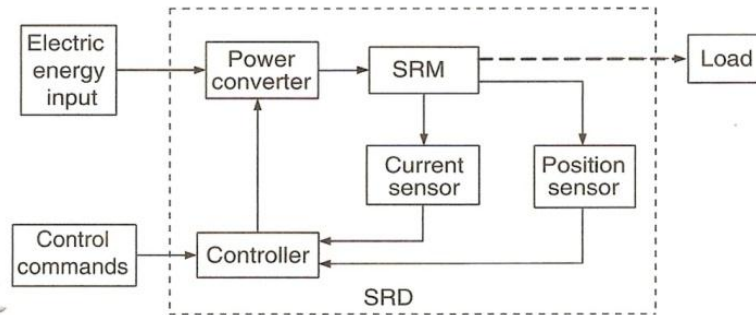 Electric
energy
input
Power
converter
SRM
Load
Current
sensor
Position
sensor
Control
commands
Controller
SRD